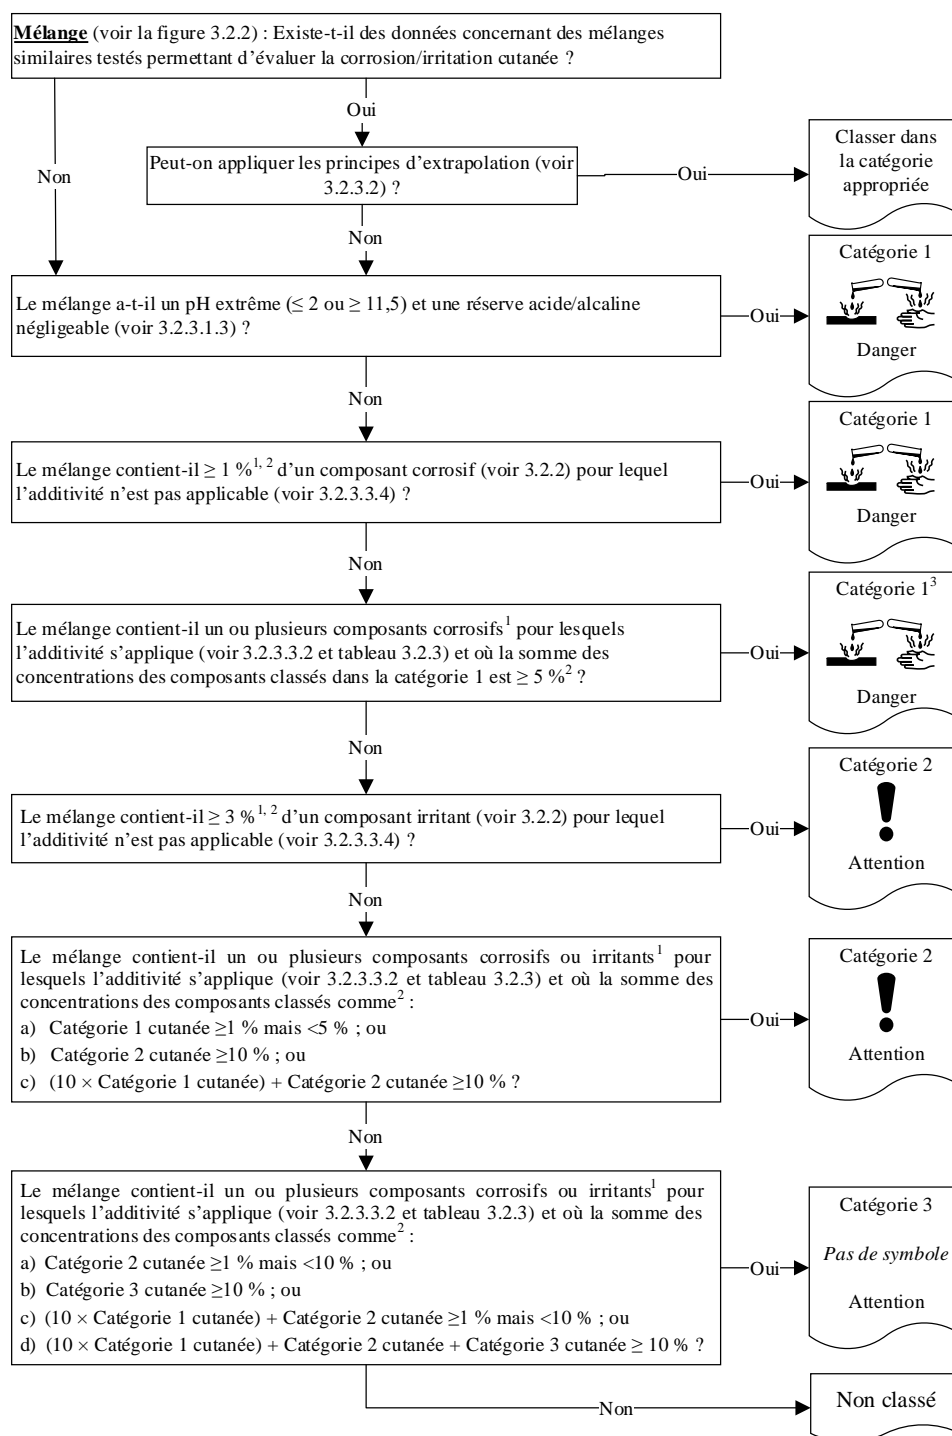 Mélange (voir la figure 3.2.2) : Existe-t-il des données concernant des mélanges
similaires testés permettant d’évaluer la corrosion/irritation cutanée ?
Oui
Non
Peut-on appliquer les principes d’extrapolation (voir
3.2.3.2) ?
Oui
Classer dans
la catégorie
appropriée
Non
Le mélange a-t-il un pH extrême (≤ 2 ou ≥ 11,5) et une réserve acide/alcaline
négligeable (voir 3.2.3.1.3) ?
Oui
Catégorie 1
Danger
Non
Le mélange contient-il ≥ 1 %1, 2 d’un composant corrosif (voir 3.2.2) pour lequel
l’additivité n’est pas applicable (voir 3.2.3.3.4) ?
Oui
Catégorie 1
Danger
Non
Le mélange contient-il un ou plusieurs composants corrosifs1 pour lesquels
l’additivité s’applique (voir 3.2.3.3.2 et tableau 3.2.3) et où la somme des
concentrations des composants classés dans la catégorie 1 est ≥ 5 %2 ?
Oui
Catégorie 13
Danger
Non
Le mélange contient-il ≥ 3 %1, 2 d’un composant irritant (voir 3.2.2) pour lequel
l’additivité n’est pas applicable (voir 3.2.3.3.4) ?
Oui
Catégorie 2
Attention
Non
Le mélange contient-il un ou plusieurs composants corrosifs ou irritants1 pour
lesquels l’additivité s’applique (voir 3.2.3.3.2 et tableau 3.2.3) et où la somme des
concentrations des composants classés comme2 :
a) Catégorie 1 cutanée ≥1 % mais <5 % ; ou
b) Catégorie 2 cutanée ≥10 % ; ou
c) (10 × Catégorie 1 cutanée) + Catégorie 2 cutanée ≥10 % ?
Oui
Catégorie 2
Attention
Non
Le mélange contient-il un ou plusieurs composants corrosifs ou irritants1 pour
lesquels l’additivité s’applique (voir 3.2.3.3.2 et tableau 3.2.3) et où la somme des
concentrations des composants classés comme2 :
a) Catégorie 2 cutanée ≥1 % mais <10 % ; ou
b) Catégorie 3 cutanée ≥10 % ; ou
c) (10 × Catégorie 1 cutanée) + Catégorie 2 cutanée ≥1 % mais <10 % ; ou
d) (10 × Catégorie 1 cutanée) + Catégorie 2 cutanée + Catégorie 3 cutanée ≥ 10 % ?
Oui
Catégorie 3
Pas de symbole
Attention
Non
Non classé